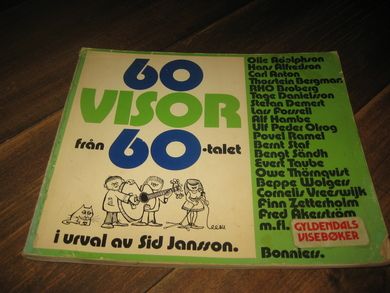 60
VISOR
från 60-talet
i urval av Sid Jansson.
Olle Adolphson
Hans Alfredson
Carl Anton
Thorstein Bergman
RHO Broberg
Tage Danielsson
Stefan Demert
Lars Forssell
Alf Hambe
Ulf Peder Olrog
Povel Ramel
Bernt Staf
Bengt Sändh
Evert Taube
Owe Thörnqvist
Beppe Wolgers
Cornelis Vreeswijk
Finn Zetterholm
Fred Åkerström
m.fl.
GYLDENDALS
VISEBØKER
Bonniers.